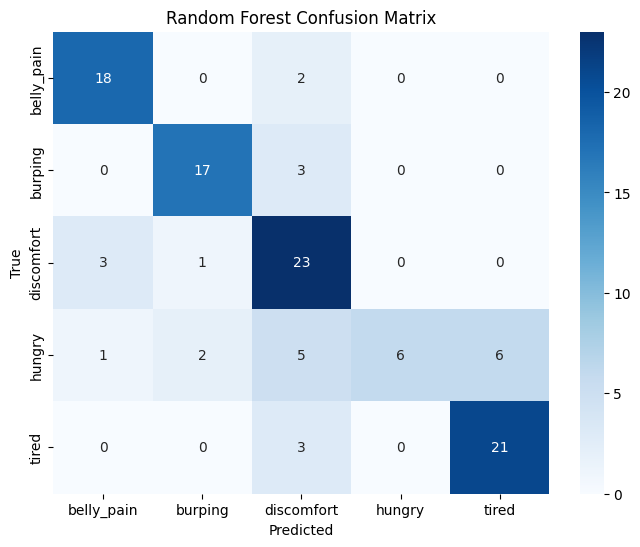 Random Forest Confusion Matrix
True
belly_pain 18 0 2 0 0
burping 0 17 3 0 0
discomfort 3 1 23 0 0
hungry 1 2 5 6 6
tired 0 0 3 0 21
belly_pain burping discomfort hungry tired
Predicted
20
15
10
5
0